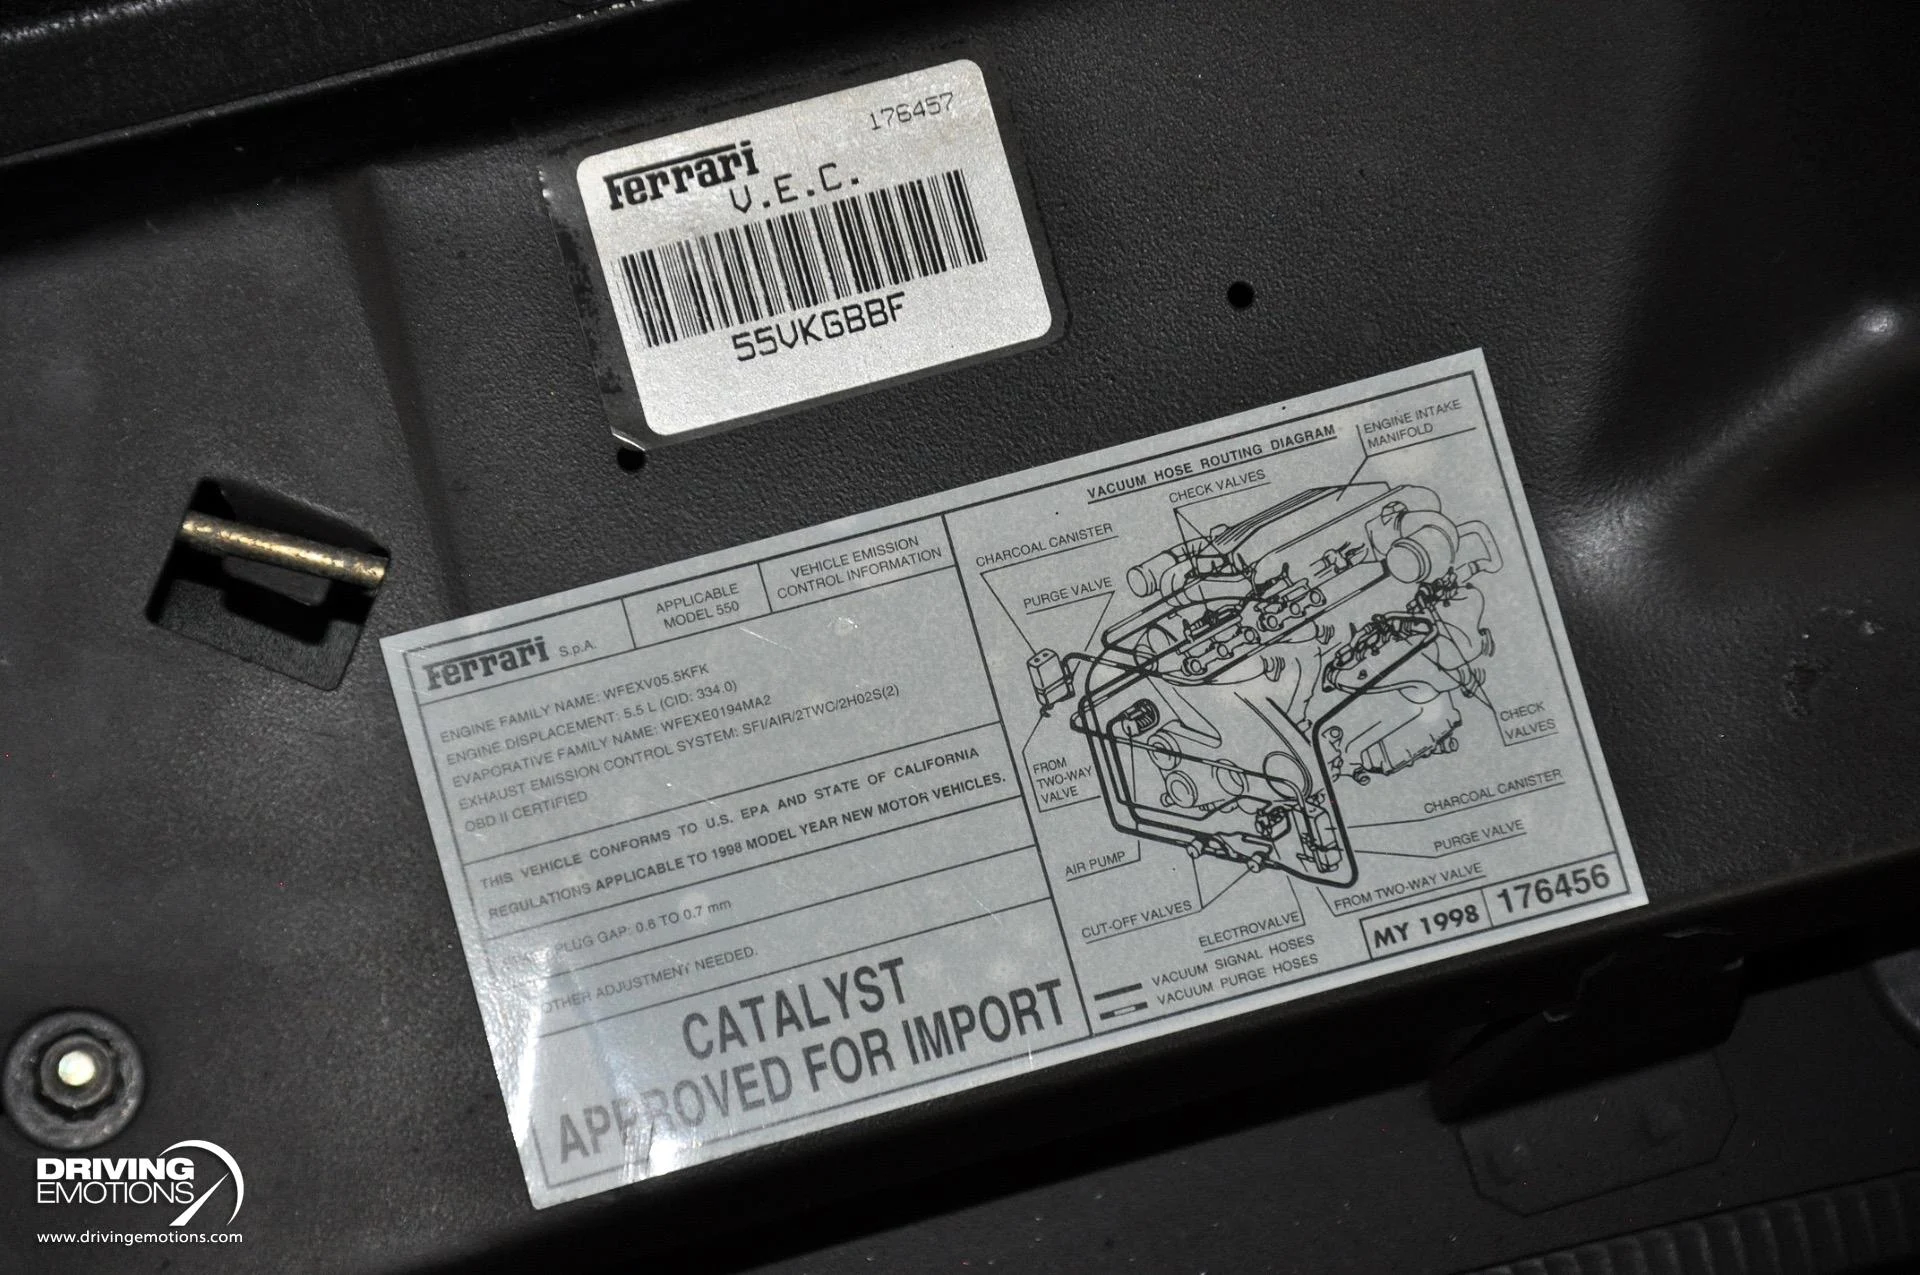 176457
Ferrari
V.E.C.
55VKGBBF
Ferrari S.p.A.
APPLICABLE
MODEL 550
VEHICLE EMISSION
CONTROL INFORMATION
ENGINE FAMILY NAME: WFEXV05.5KFK
ENGINE DISPLACEMENT: 5.5 L (CID: 334.0)
EVAPORATIVE FAMILY NAME: WFEXE0194MA2
EXHAUST EMISSION CONTROL SYSTEM: SFI/AIR/2TWC/2HO2S(2)
OBD II CERTIFIED
THIS VEHICLE CONFORMS TO U.S. EPA AND STATE OF CALIFORNIA
REGULATIONS APPLICABLE TO 1998 MODEL YEAR NEW MOTOR VEHICLES.
PLUG GAP: 0.6 TO 0.7 mm
OTHER ADJUSTMENT NEEDED.
CATALYST
APPROVED FOR IMPORT
VACUUM HOSE ROUTING DIAGRAM
ENGINE INTAKE
MANIFOLD
CHECK VALVES
CHARCOAL CANISTER
PURGE VALVE
CHECK
VALVES
FROM
TWO-WAY
VALVE
CHARCOAL CANISTER
PURGE VALVE
AIR PUMP
FROM TWO-WAY VALVE
CUT-OFF VALVES
ELECTROVALVE
VACUUM SIGNAL HOSES
VACUUM PURGE HOSES
MY 1998
176456
DRIVING
EMOTIONS
www.drivingemotions.com